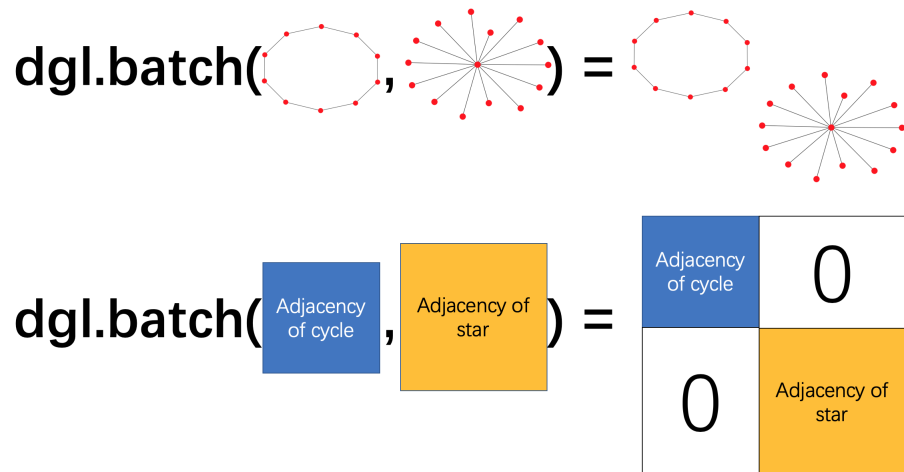 dgl.batch( , ) =
dgl.batch( Adjacency
of cycle , Adjacency of
star ) =
Adjacency
of cycle
0
0
Adjacency of
star